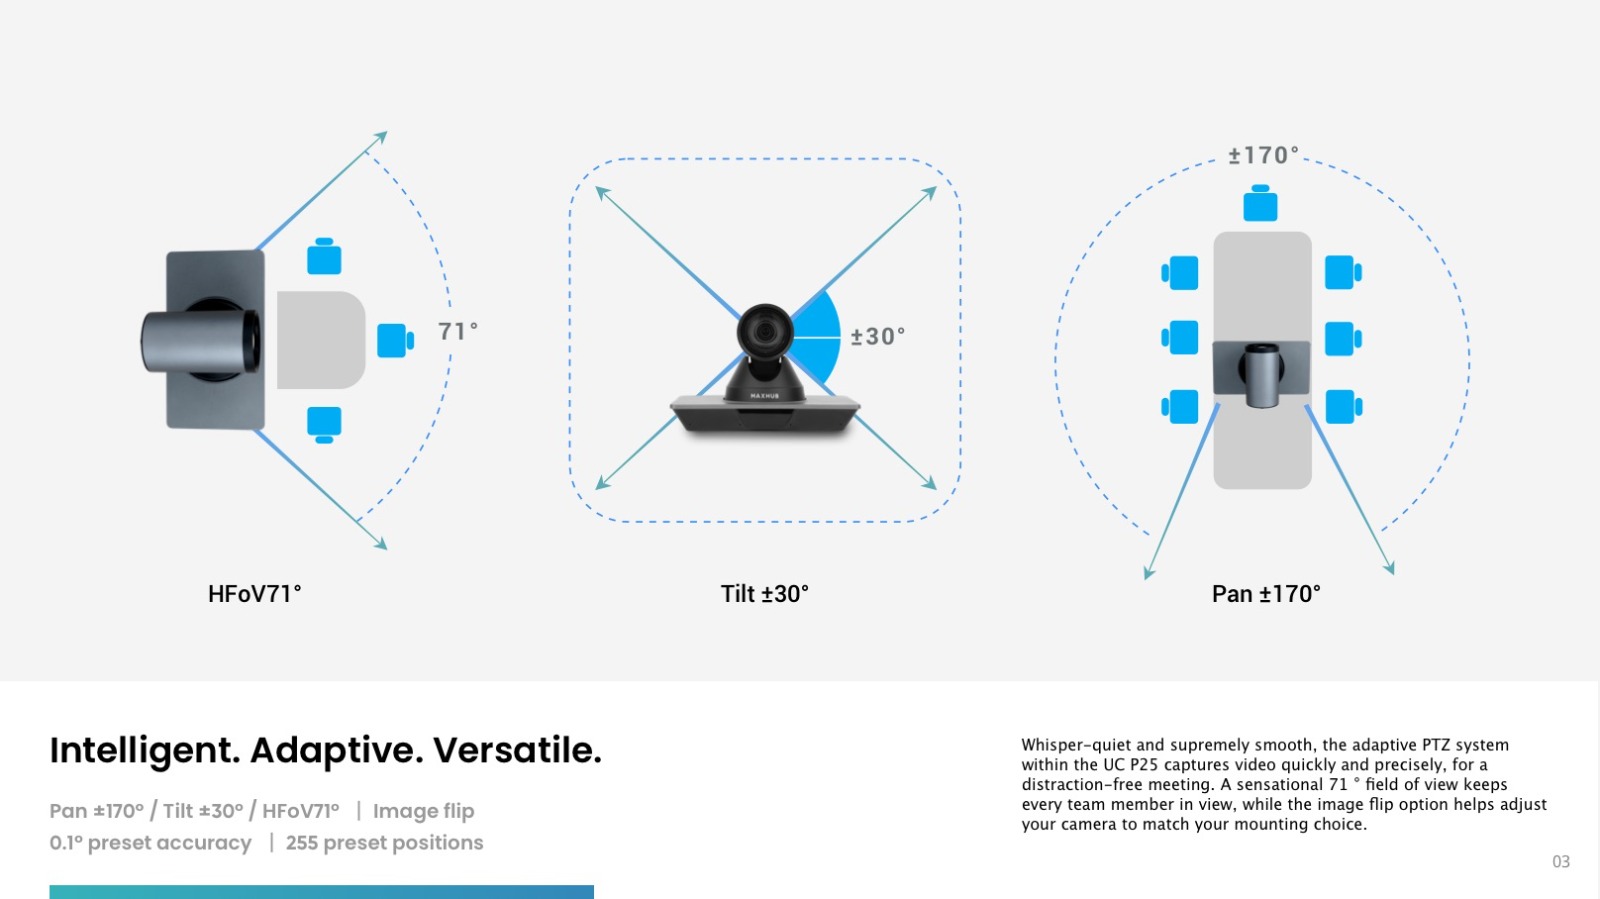 ±170°
71°
±30°
MAXHUB
HFoV71°
Tilt ±30°
Pan ±170°
Intelligent. Adaptive. Versatile.
Pan ±170° / Tilt ±30° / HFoV71° | Image flip
0.1° preset accuracy | 255 preset positions
Whisper-quiet and supremely smooth, the adaptive PTZ system
within the UC P25 captures video quickly and precisely, for a
distraction-free meeting. A sensational 71 ° field of view keeps
every team member in view, while the image flip option helps adjust
your camera to match your mounting choice.
03